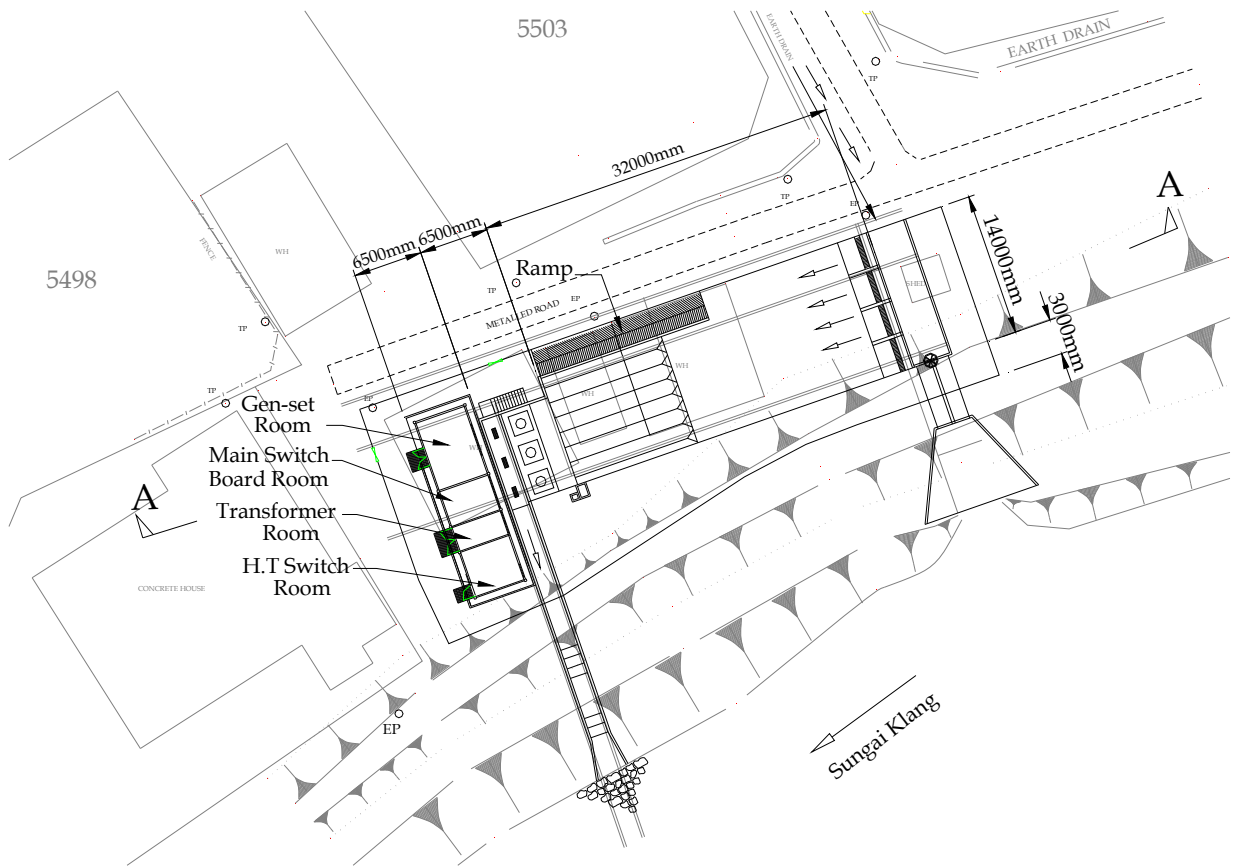 5503
EARTH DRAIN
EARTH DRAIN
TP
32000mm
TP
A
EP
6500mm
6500mm
14000mm
FENCE
WH
5498
Ramp
TP
EP
METALLED ROAD
SHED
3000mm
TP
WH
TP
WH
EP
Gen-set
Room
WH
Main Switch
Board Room
A
Transformer
Room
H.T Switch
Room
CONCRETE HOUSE
EP
Sungai Klang